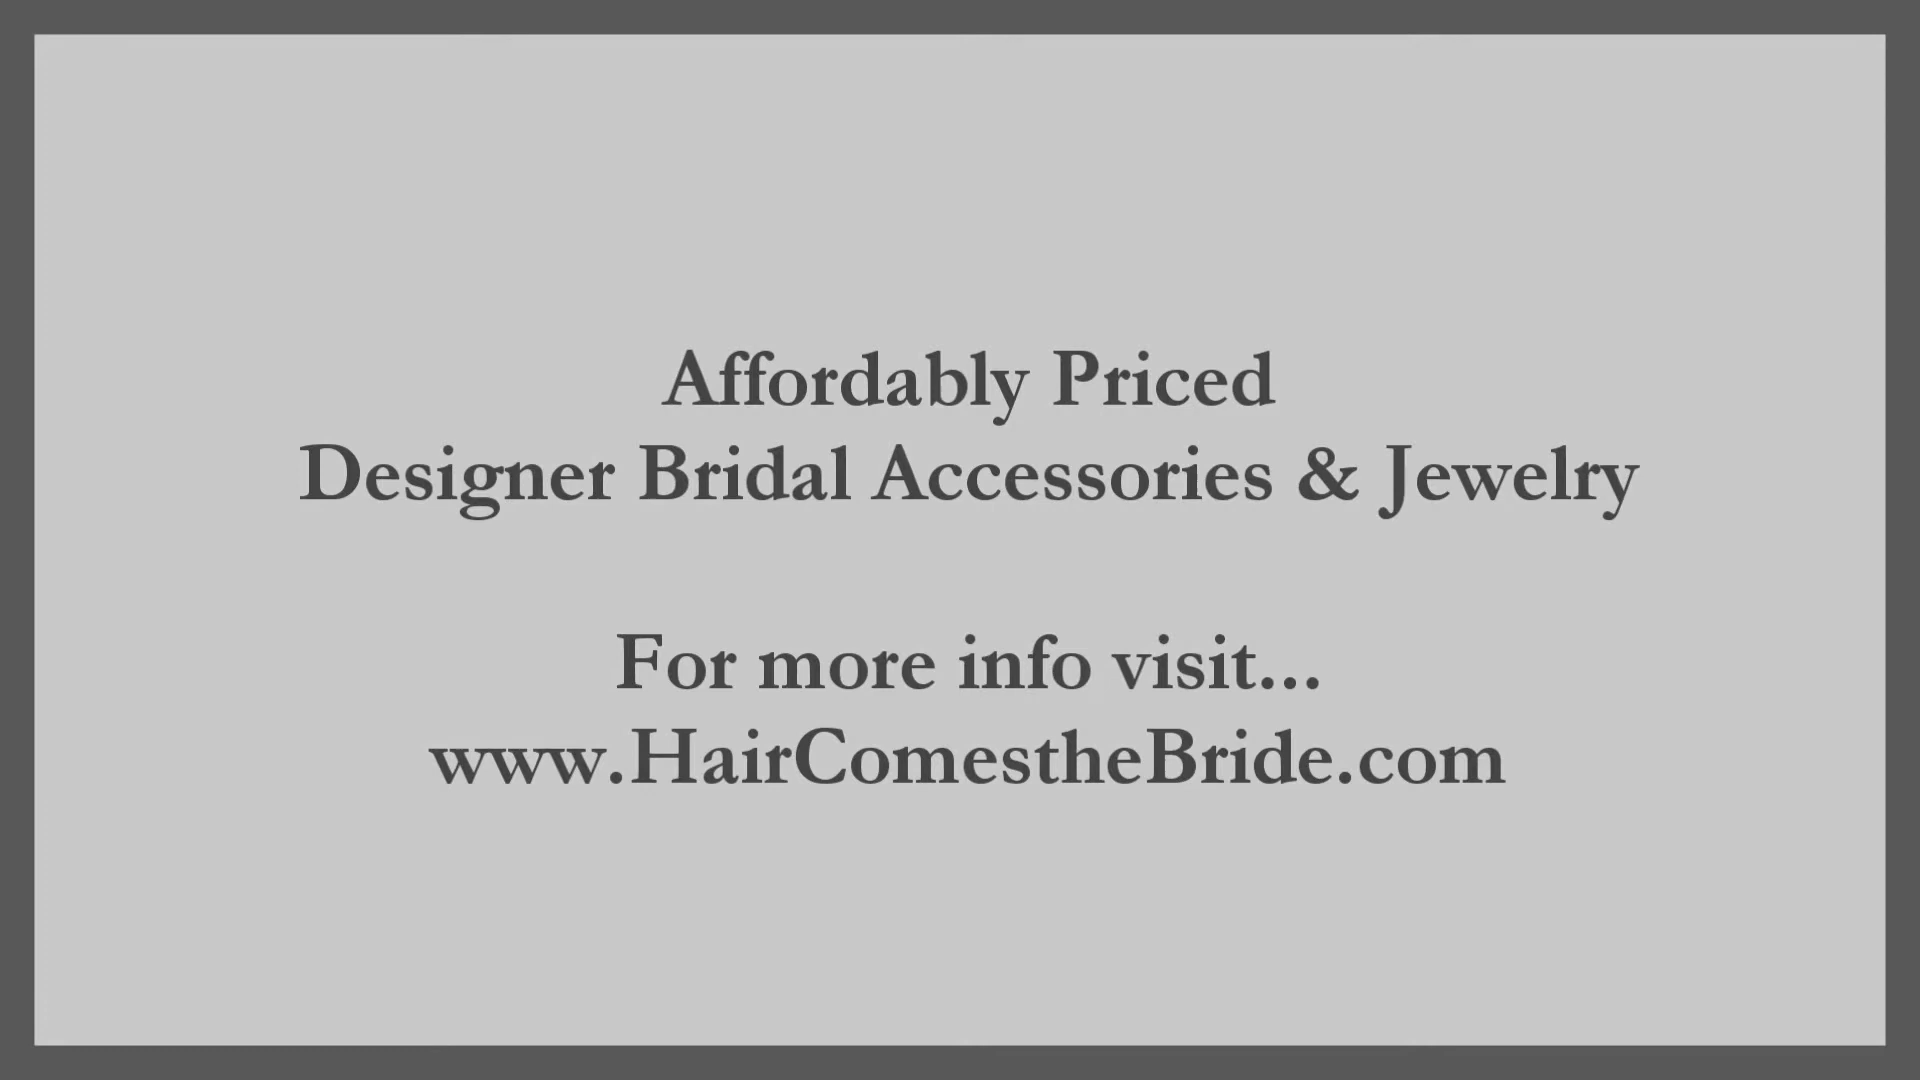 Affordably Priced
Designer Bridal Accessories & Jewelry
For more info visit...
www.HairComestheBride.com